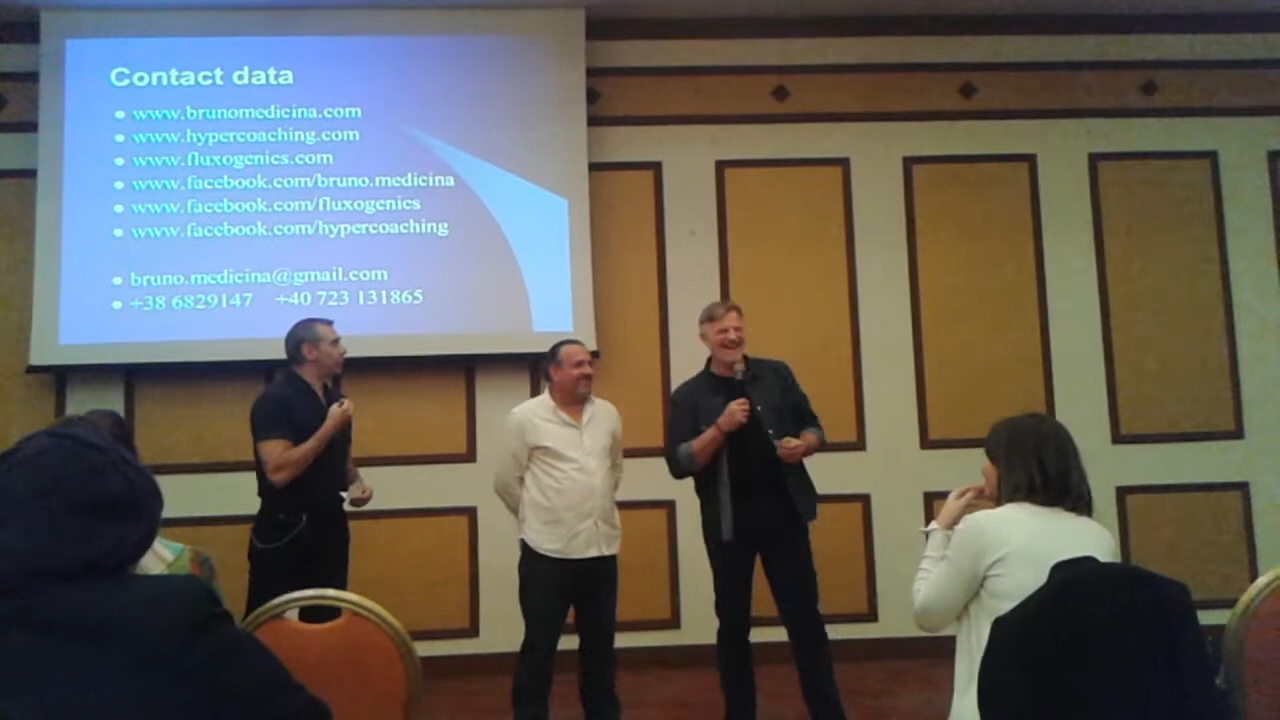 Contact data
www.brunomedicina.com
www.hypercoaching.com
www.fluxogenics.com
www.facebook.com/bruno.medicina
www.facebook.com/fluxogenics
www.facebook.com/hypercoaching
bruno.medicina@gmail.com
+38 6829147 +40 723 131865